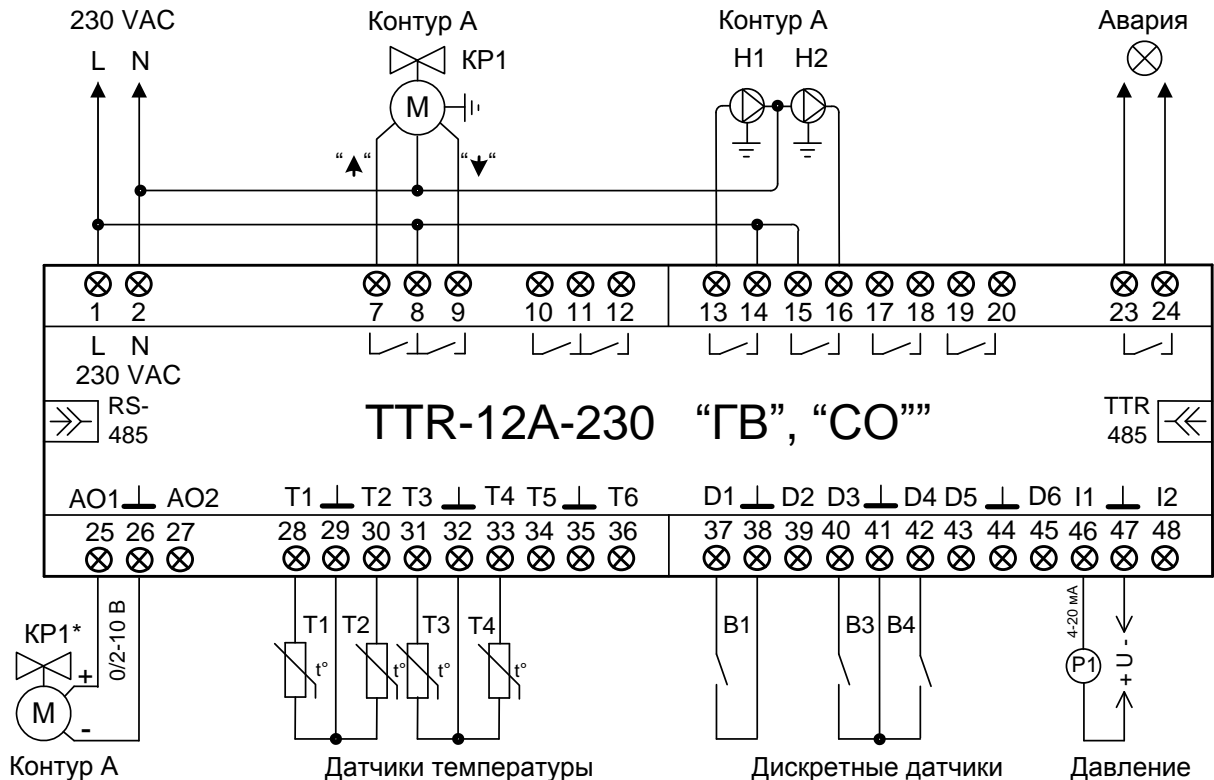 230 VAC Контур А Контур А Авария
L N КР1 Н1 Н2
М
“ “ “ “
1 2 7 8 9 10 11 12 13 14 15 16 17 18 19 20 23 24
L N
230 VAC
RS-
485
TTR-12A-230 “ГВ”, “СО””
TTR
485
AO1 AO2 T1 T2 T3 T4 T5 T6 D1 D2 D3 D4 D5 D6 I1 I2
25 26 27 28 29 30 31 32 33 34 35 36 37 38 39 40 41 42 43 44 45 46 47 48
КР1* 0/2-10 В T1 T2 T3 T4 В1 В3 В4 4-20 мА
+ t° t° t° t° P1 + U -
М
-
Контур А Датчики температуры Дискретные датчики Давление